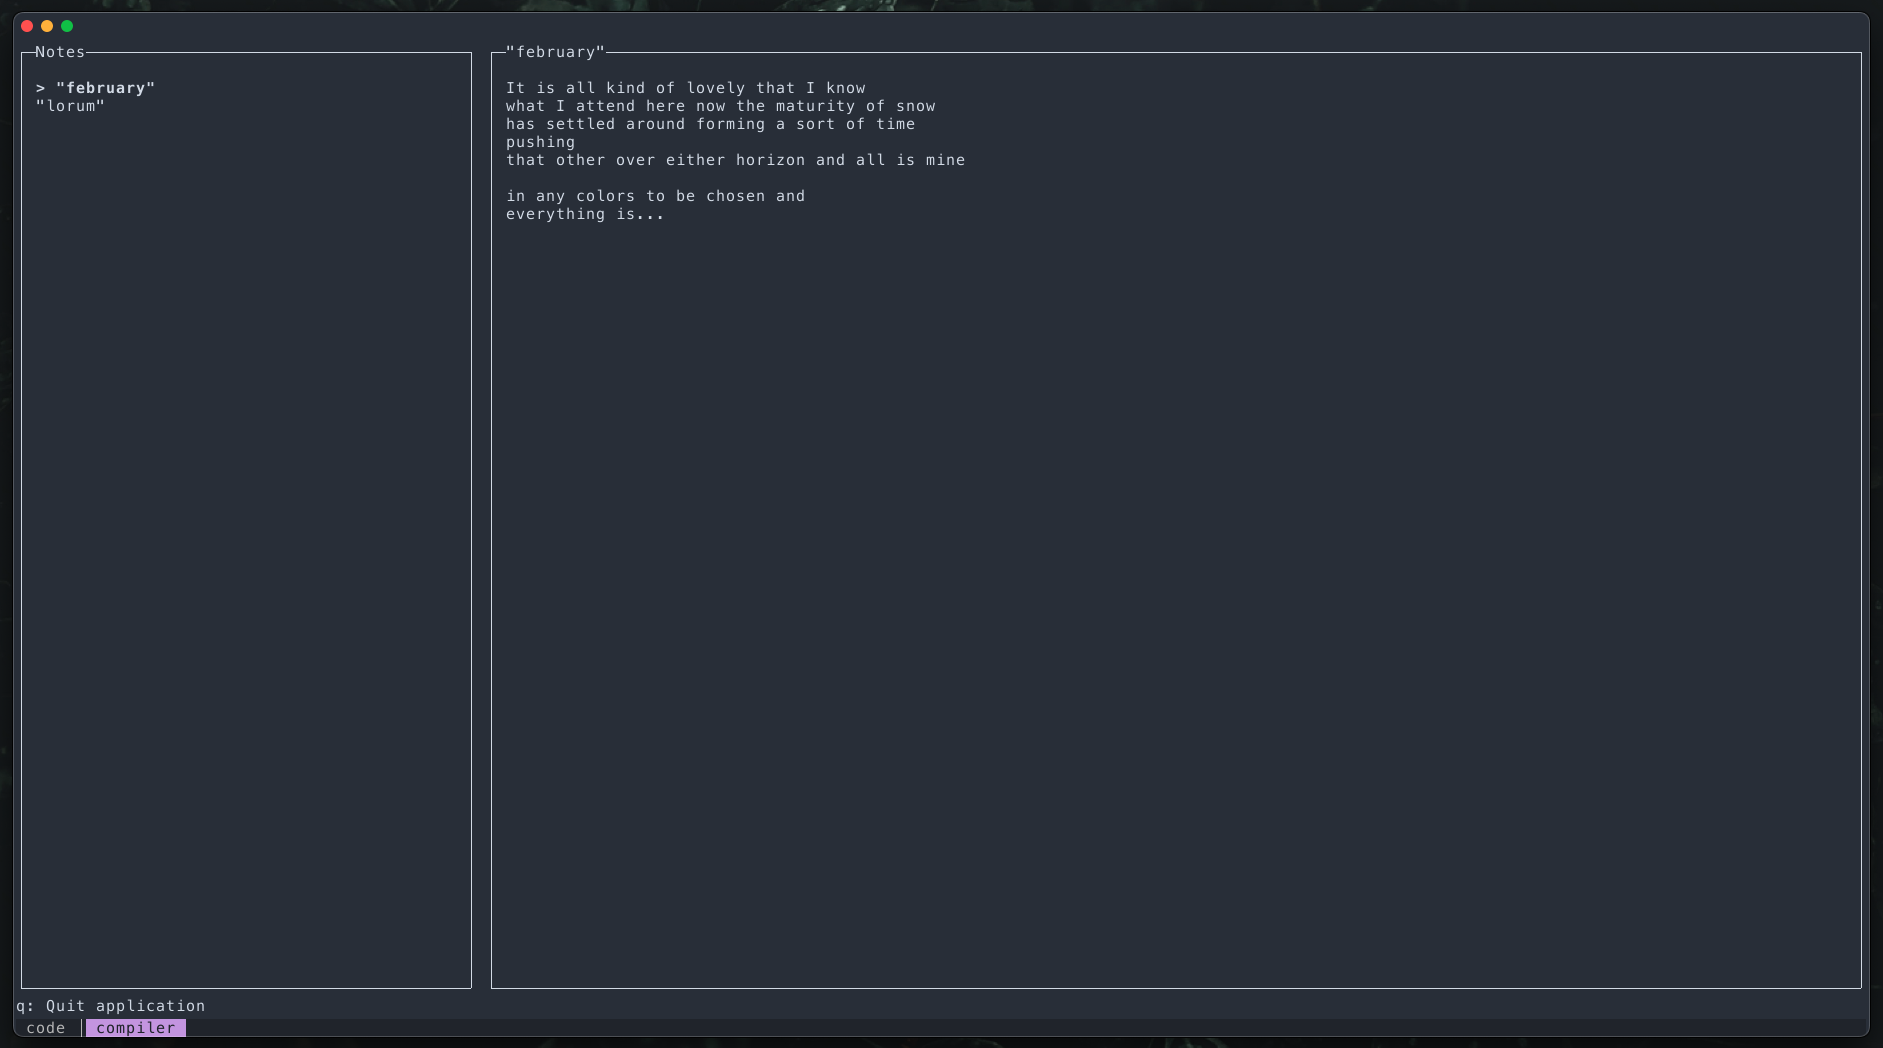 Notes
> "february"
"lorum"
"february"
It is all kind of lovely that I know
what I attend here now the maturity of snow
has settled around forming a sort of time
pushing
that other over either horizon and all is mine
in any colors to be chosen and
everything is...
q: Quit application
code
compiler